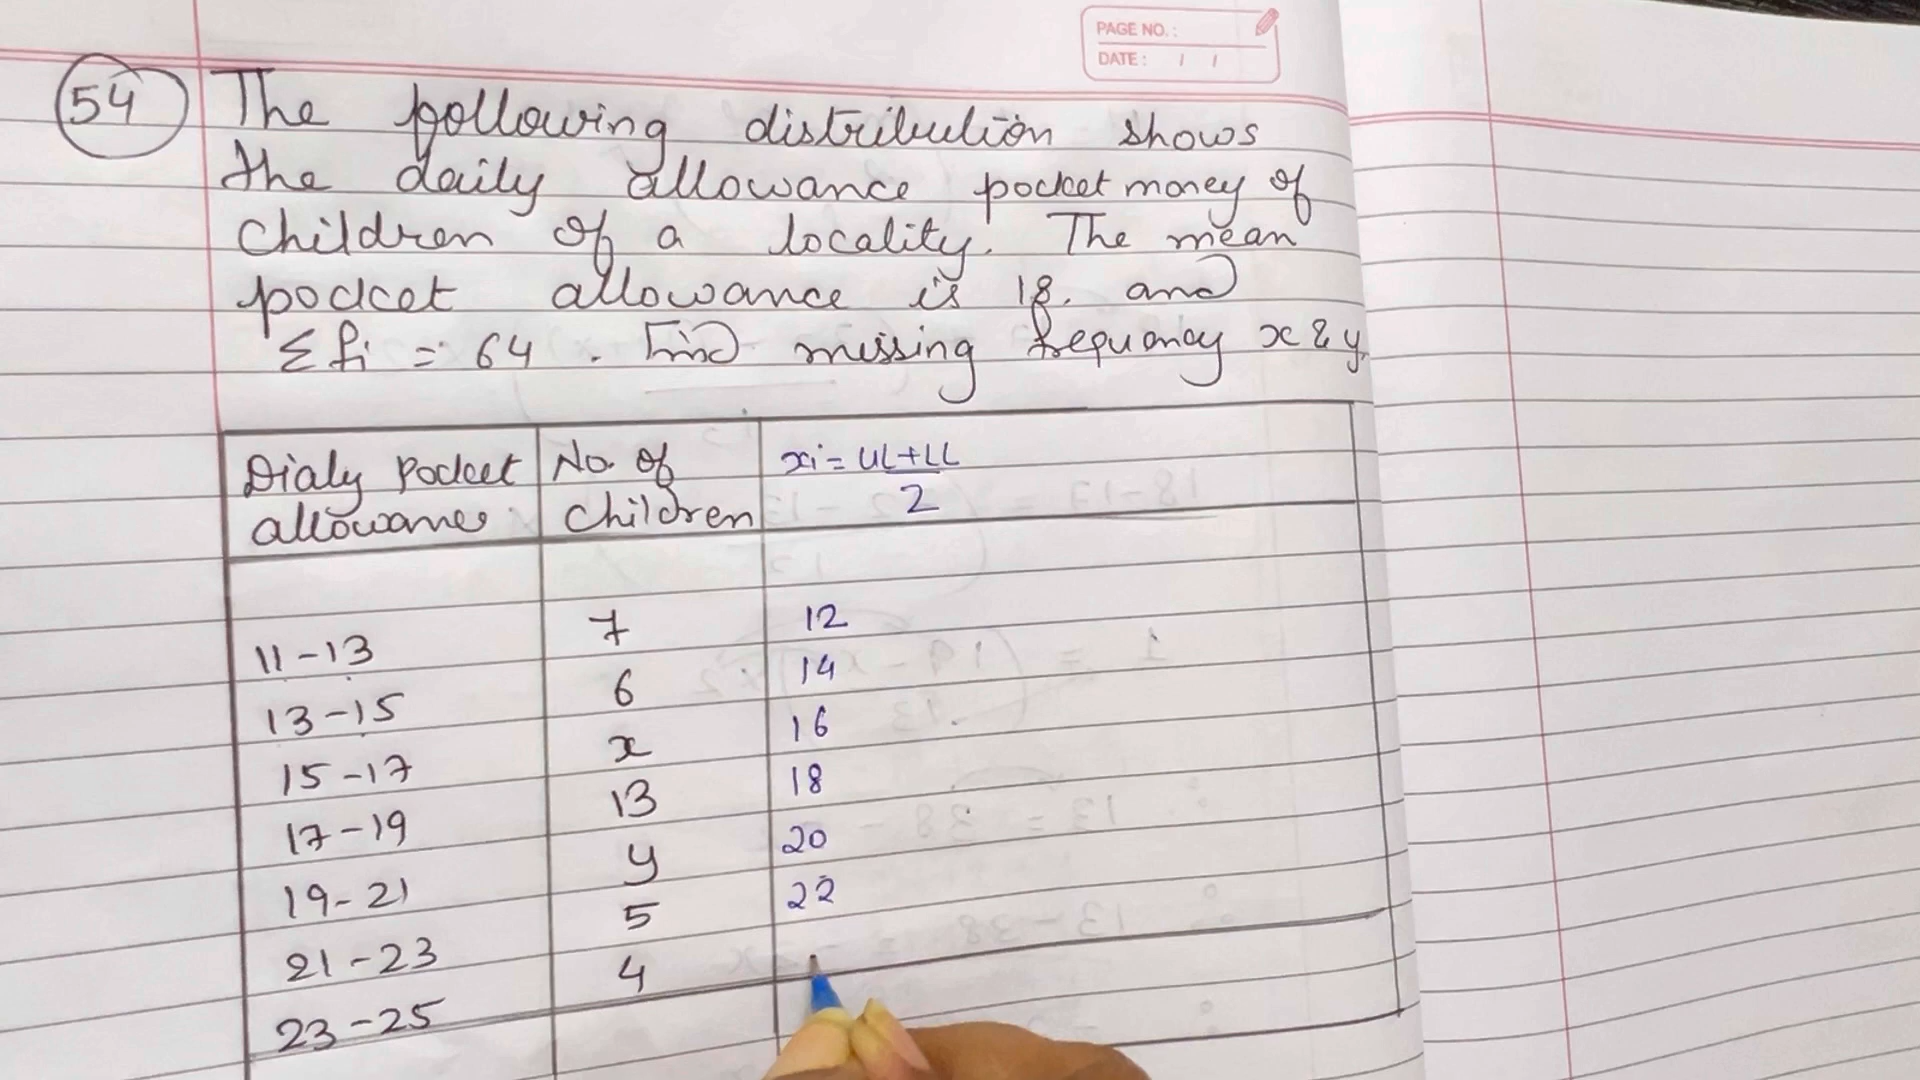 PAGE NO. :
DATE : / /
54 The following distribution shows
the daily allowance pocket money of
children of a locality. The mean
pocket allowance is 18. and
Σfi = 64 . Find missing frequency x & y
Dialy Pocket
allowance
No. of
children
xi = UL+LL
2
11-13 7 12
13-15 6 14
15-17 x 16
17-19 13 18
19-21 y 20
21-23 5 22
23-25 4